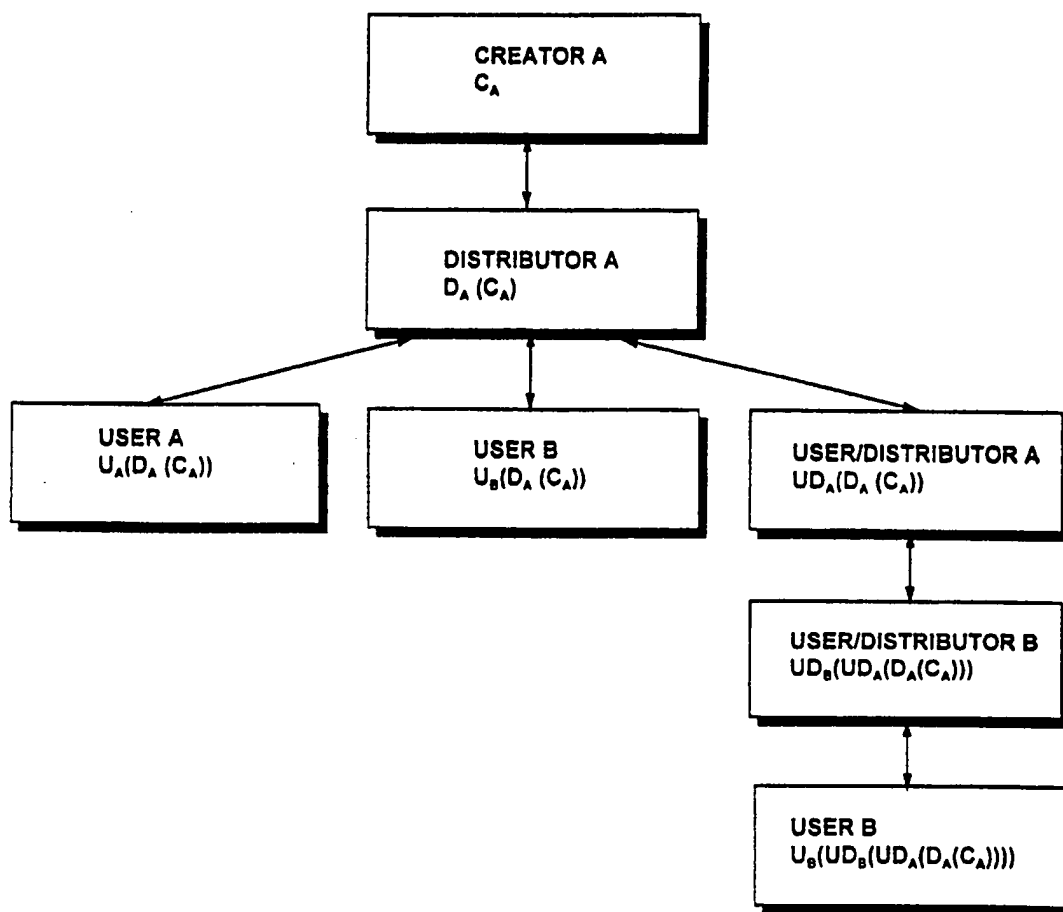 CREATOR A
C_A
DISTRIBUTOR A
D_A (C_A)
USER A
U_A(D_A (C_A))
USER B
U_B(D_A (C_A))
USER/DISTRIBUTOR A
UD_A(D_A (C_A))
USER/DISTRIBUTOR B
UD_B(UD_A(D_A(C_A)))
USER B
U_B(UD_B(UD_A(D_A(C_A))))